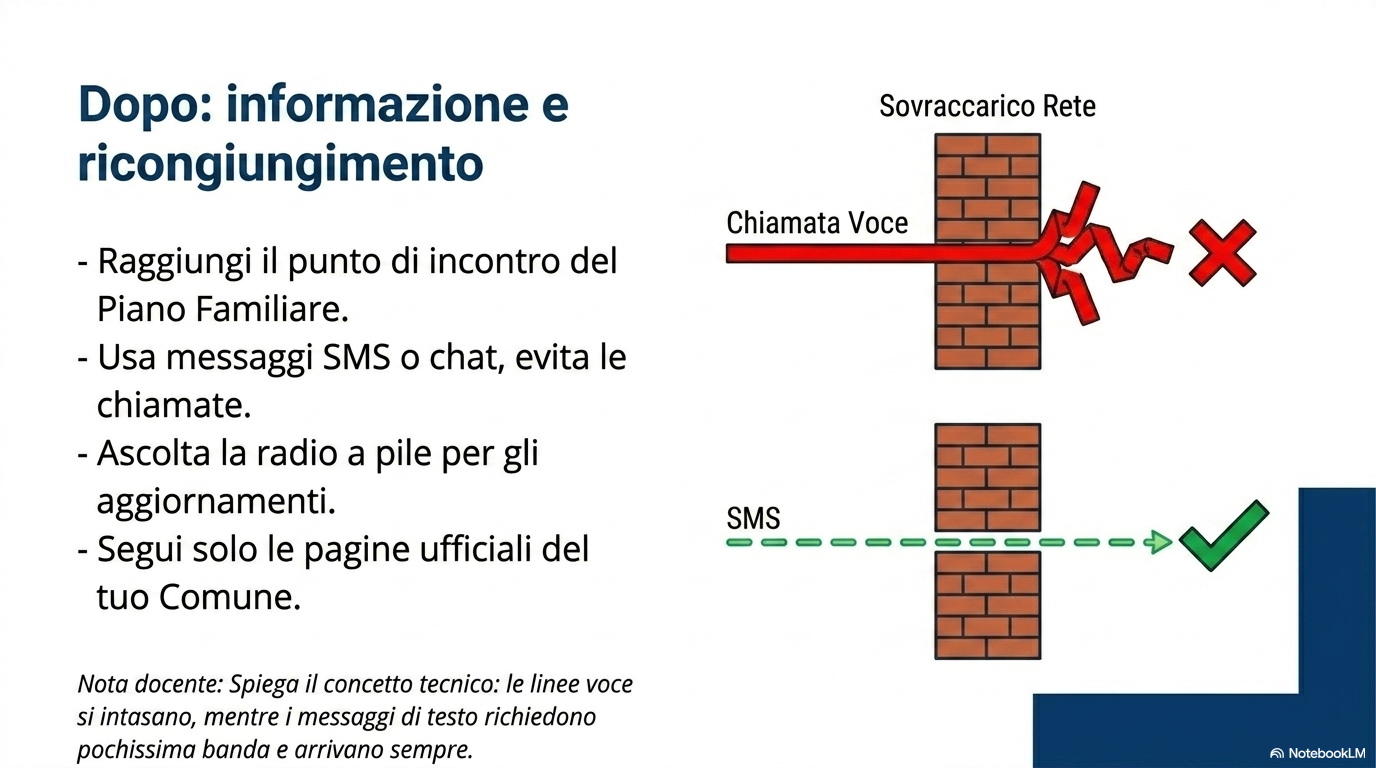 Dopo: informazione e
ricongiungimento
- Raggiungi il punto di incontro del
Piano Familiare.
- Usa messaggi SMS o chat, evita le
chiamate.
- Ascolta la radio a pile per gli
aggiornamenti.
- Segui solo le pagine ufficiali del
tuo Comune.
Nota docente: Spiega il concetto tecnico: le linee voce
si intasano, mentre i messaggi di testo richiedono
pochissima banda e arrivano sempre.
Sovraccarico Rete
Chiamata Voce
SMS
NotebookLM